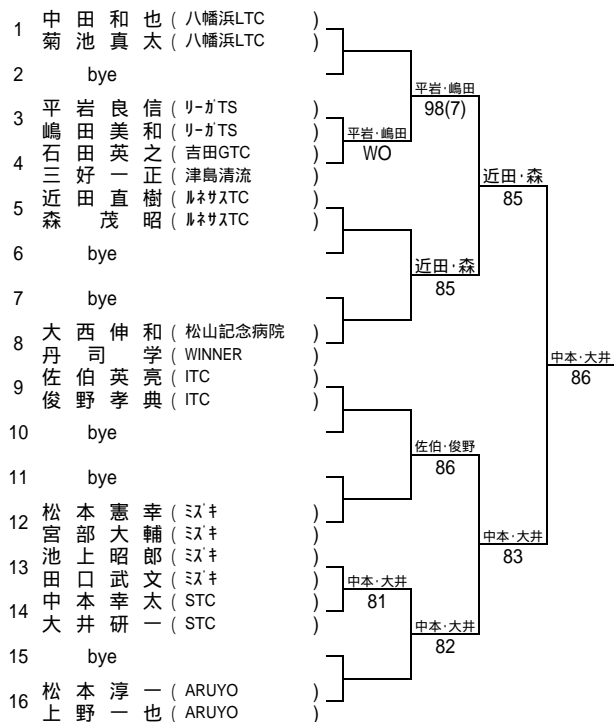 1 中田和也 ( 八幡浜LTC )
菊池真太 ( 八幡浜LTC )
2 bye
3 平岩良信 ( リーガTS )
嶋田美和 ( リーガTS )
4 石田英之 ( 吉田GTC )
三好一正 ( 津島清流 )
5 近田直樹 ( ルネサスTC )
森茂昭 ( ルネサスTC )
6 bye
7 bye
8 大西伸和 ( 松山記念病院 )
丹司学 ( WINNER )
9 佐伯英亮 ( ITC )
俊野孝典 ( ITC )
10 bye
11 bye
12 松本憲幸 ( ミズキ )
宮部大輔 ( ミズキ )
13 池上昭郎 ( ミズキ )
田口武文 ( ミズキ )
14 中本幸太 ( STC )
大井研一 ( STC )
15 bye
16 松本淳一 ( ARUYO )
上野一也 ( ARUYO )
平岩・嶋田
WO
中本・大井
81
平岩・嶋田
98(7)
近田・森
85
佐伯・俊野
86
中本・大井
82
近田・森
85
中本・大井
83
中本・大井
86